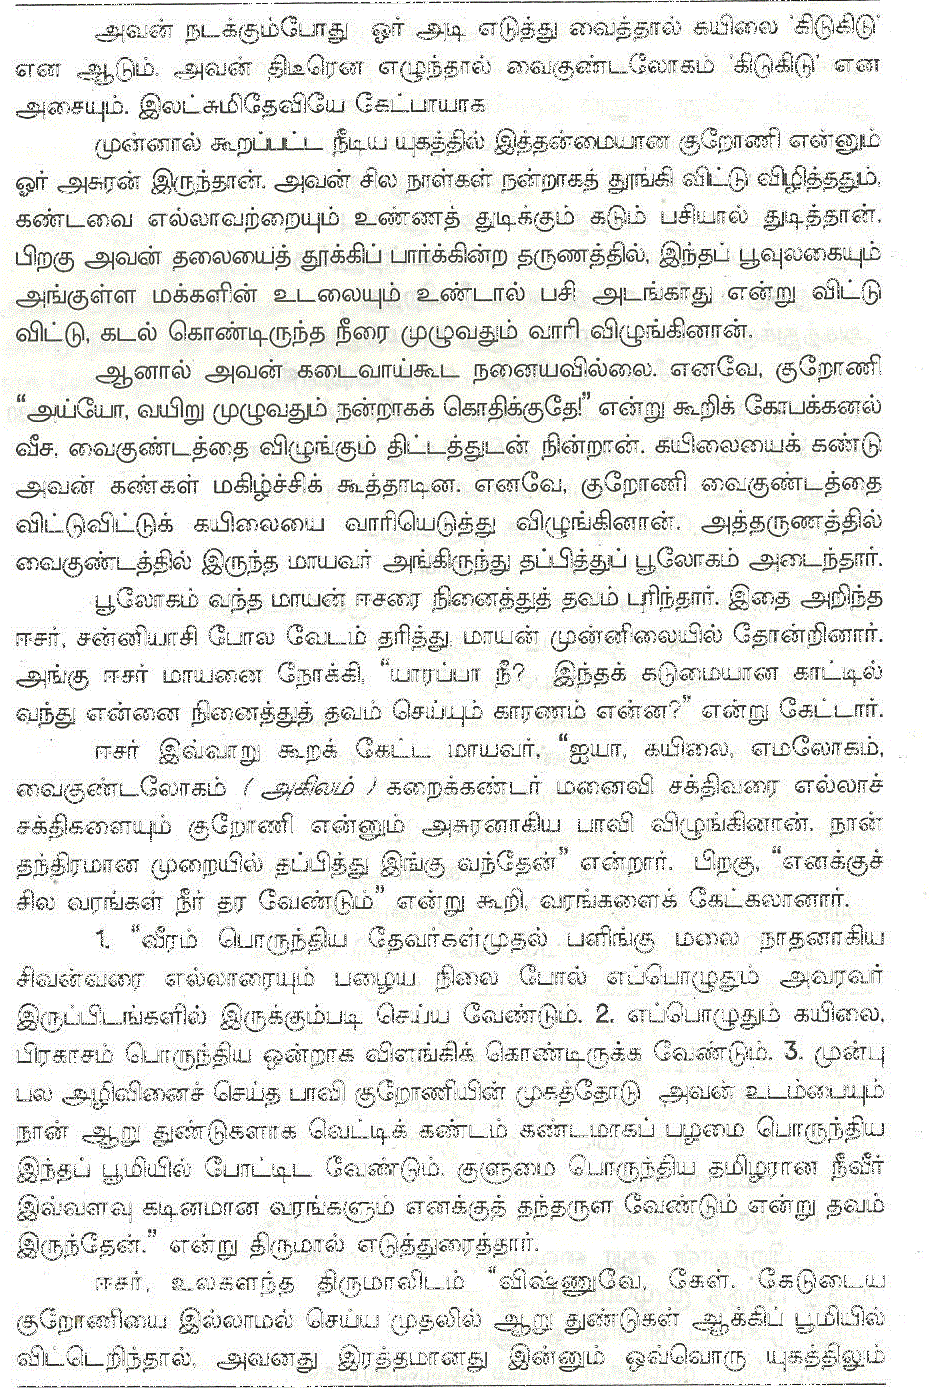 அவன் நடக்கும்போது ஓர் அடி எடுத்து வைத்தால் கயிலை 'கிடுகிடு'
என ஆடும். அவன் திடீரென எழுந்தால் வைகுண்டலோகம் 'கிடுகிடு' என
அசையும். இலட்சுமிதேவியே கேட்பாயாக
முன்னால் கூறப்பட்ட நீடிய யுகத்தில் இத்தன்மையான குறோணி என்னும்
ஓர் அசுரன் இருந்தான். அவன் சில நாள்கள் நன்றாகத் தூங்கி விட்டு விழித்ததும்,
கண்டவை எல்லாவற்றையும் உண்ணத் துடிக்கும் கடும் பசியால் துடித்தான்.
பிறகு அவன் தலையைத் தூக்கிப் பார்க்கின்ற தருணத்தில், இந்தப் பூவுலகையும்
அங்குள்ள மக்களின் உடலையும் உண்டால் பசி அடங்காது என்று விட்டு
விட்டு, கடல் கொண்டிருந்த நீரை முழுவதும் வாரி விழுங்கினான்.
ஆனால் அவன் கடைவாய்கூட நனையவில்லை. எனவே, குறோணி
"அய்யோ, வயிறு முழுவதும் நன்றாகக் கொதிக்குதே!" என்று கூறிக் கோபக்கனல்
வீச, வைகுண்டத்தை விழுங்கும் திட்டத்துடன் நின்றான். கயிலையைக் கண்டு
அவன் கண்கள் மகிழ்ச்சிக் கூத்தாடின. எனவே, குறோணி வைகுண்டத்தை
விட்டுவிட்டுக் கயிலையை வாரியெடுத்து விழுங்கினான். அத்தருணத்தில்
வைகுண்டத்தில் இருந்த மாயவர் அங்கிருந்து தப்பித்துப் பூலோகம் அடைந்தார்.
பூலோகம் வந்த மாயன் ஈசரை நினைத்துத் தவம் புரிந்தார். இதை அறிந்த
ஈசர், சன்னியாசி போல வேடம் தரித்து, மாயன் முன்னிலையில் தோன்றினார்.
அங்கு ஈசர் மாயனை நோக்கி, "யாரப்பா நீ? இந்தக் கடுமையான காட்டில்
வந்து என்னை நினைத்துத் தவம் செய்யும் காரணம் என்ன?" என்று கேட்டார்.
ஈசர் இவ்வாறு கூறக் கேட்ட மாயவர், "ஐயா, கயிலை, எமலோகம்,
வைகுண்டலோகம் ( அகிலம் ) கறைக்கண்டர் மனைவி சக்திவரை எல்லாச்
சக்திகளையும் குறோணி என்னும் அசுரனாகிய பாவி விழுங்கினான். நான்
தந்திரமான முறையில் தப்பித்து இங்கு வந்தேன்" என்றார். பிறகு, "எனக்குச்
சில வரங்கள் நீர் தர வேண்டும்" என்று கூறி, வரங்களைக் கேட்கலானார்.
1. "வீரம் பொருந்திய தேவர்கள்முதல் பளிங்கு மலை நாதனாகிய
சிவன்வரை எல்லாரையும் பழைய நிலை போல் எப்பொழுதும் அவரவர்
இருப்பிடங்களில் இருக்கும்படி செய்ய வேண்டும். 2. எப்பொழுதும் கயிலை,
பிரகாசம் பொருந்திய ஒன்றாக விளங்கிக் கொண்டிருக்க வேண்டும். 3. முன்பு
பல அழிவினைச் செய்த பாவி குறோணியின் முகத்தோடு அவன் உடம்பையும்
நான் ஆறு துண்டுகளாக வெட்டிக் கண்டம் கண்டமாகப் பழமை பொருந்திய
இந்தப் பூமியில் போட்டிட வேண்டும். குளுமை பொருந்திய தமிழரான நீவீர்
இவ்வளவு கடினமான வரங்களும் எனக்குத் தந்தருள வேண்டும் என்று தவம்
இருந்தேன்." என்று திருமால் எடுத்துரைத்தார்.
ஈசர், உலகளந்த திருமாலிடம் "விஷ்ணுவே, கேள். கேடுடைய
குறோணியை இல்லாமல் செய்ய முதலில் ஆறு துண்டுகள் ஆக்கிப் பூமியில்
விட்டெறிந்தால், அவனது இரத்தமானது இன்னும் ஒவ்வொரு யுகத்திலும்